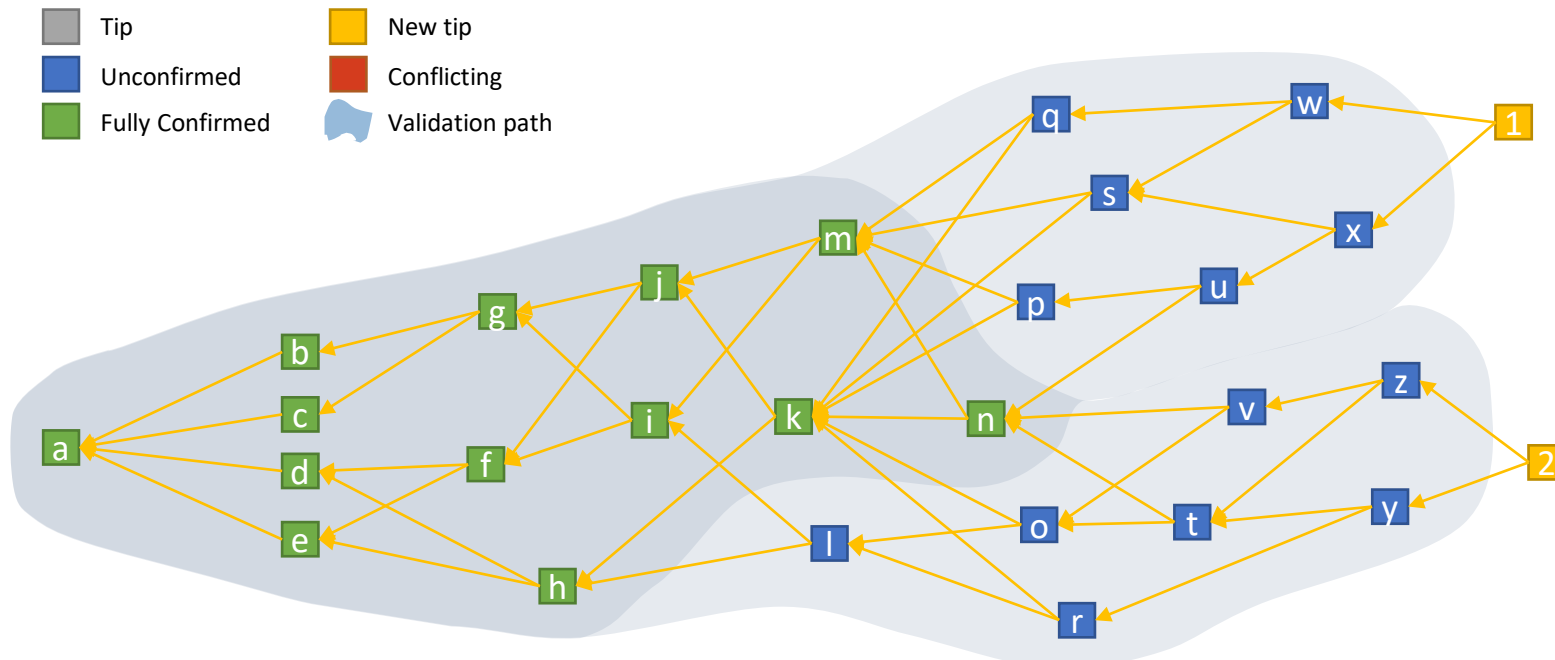 Tip
New tip
Unconfirmed
Conflicting
Fully Confirmed
Validation path
q
w
1
s
x
m
u
p
j
g
b
z
v
c
i
k
n
a
d
f
2
y
t
o
e
l
h
r